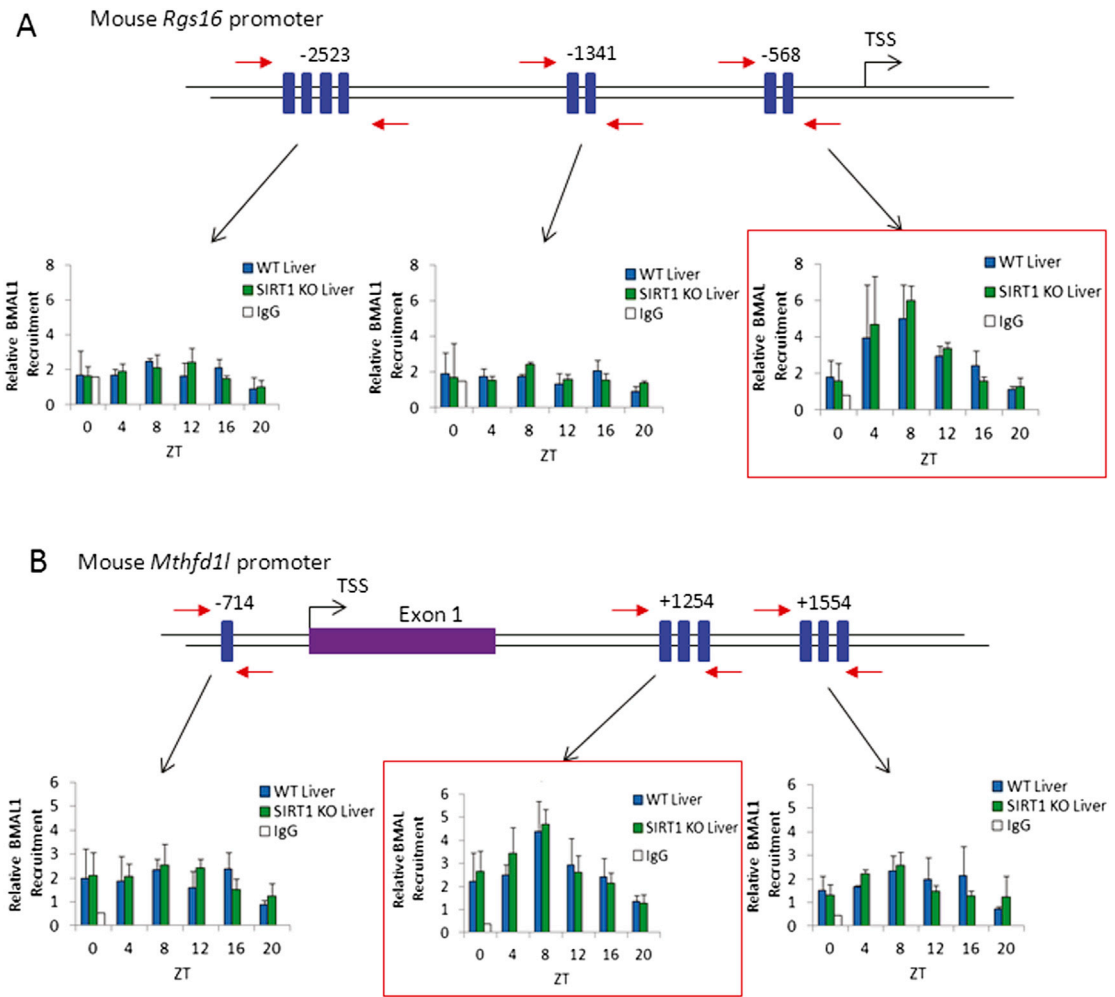 A
Mouse Rgs16 promoter
-2523
-1341
-568
TSS
Relative BMAL1
Recruitment
8
6
4
2
0
0 4 8 12 16 20
ZT
WT Liver
SIRT1 KO Liver
IgG
Relative BMAL1
Recruitment
8
6
4
2
0
0 4 8 12 16 20
ZT
WT Liver
SIRT1 KO Liver
IgG
Relative BMAL
Recruitment
8
6
4
2
0
0 4 8 12 16 20
ZT
WT Liver
SIRT1 KO Liver
IgG
B
Mouse Mthfd1l promoter
-714
TSS
Exon 1
+1254
+1554
Relative BMAL1
Recruitment
6
5
4
3
2
1
0
0 4 8 12 16 20
ZT
WT Liver
SIRT1 KO Liver
IgG
Relative BMAL
Recruitment
6
5
4
3
2
1
0
0 4 8 12 16 20
ZT
WT Liver
SIRT1 KO Liver
IgG
Relative BMAL1
Recruitment
6
5
4
3
2
1
0
0 4 8 12 16 20
ZT
WT Liver
SIRT1 KO Liver
IgG